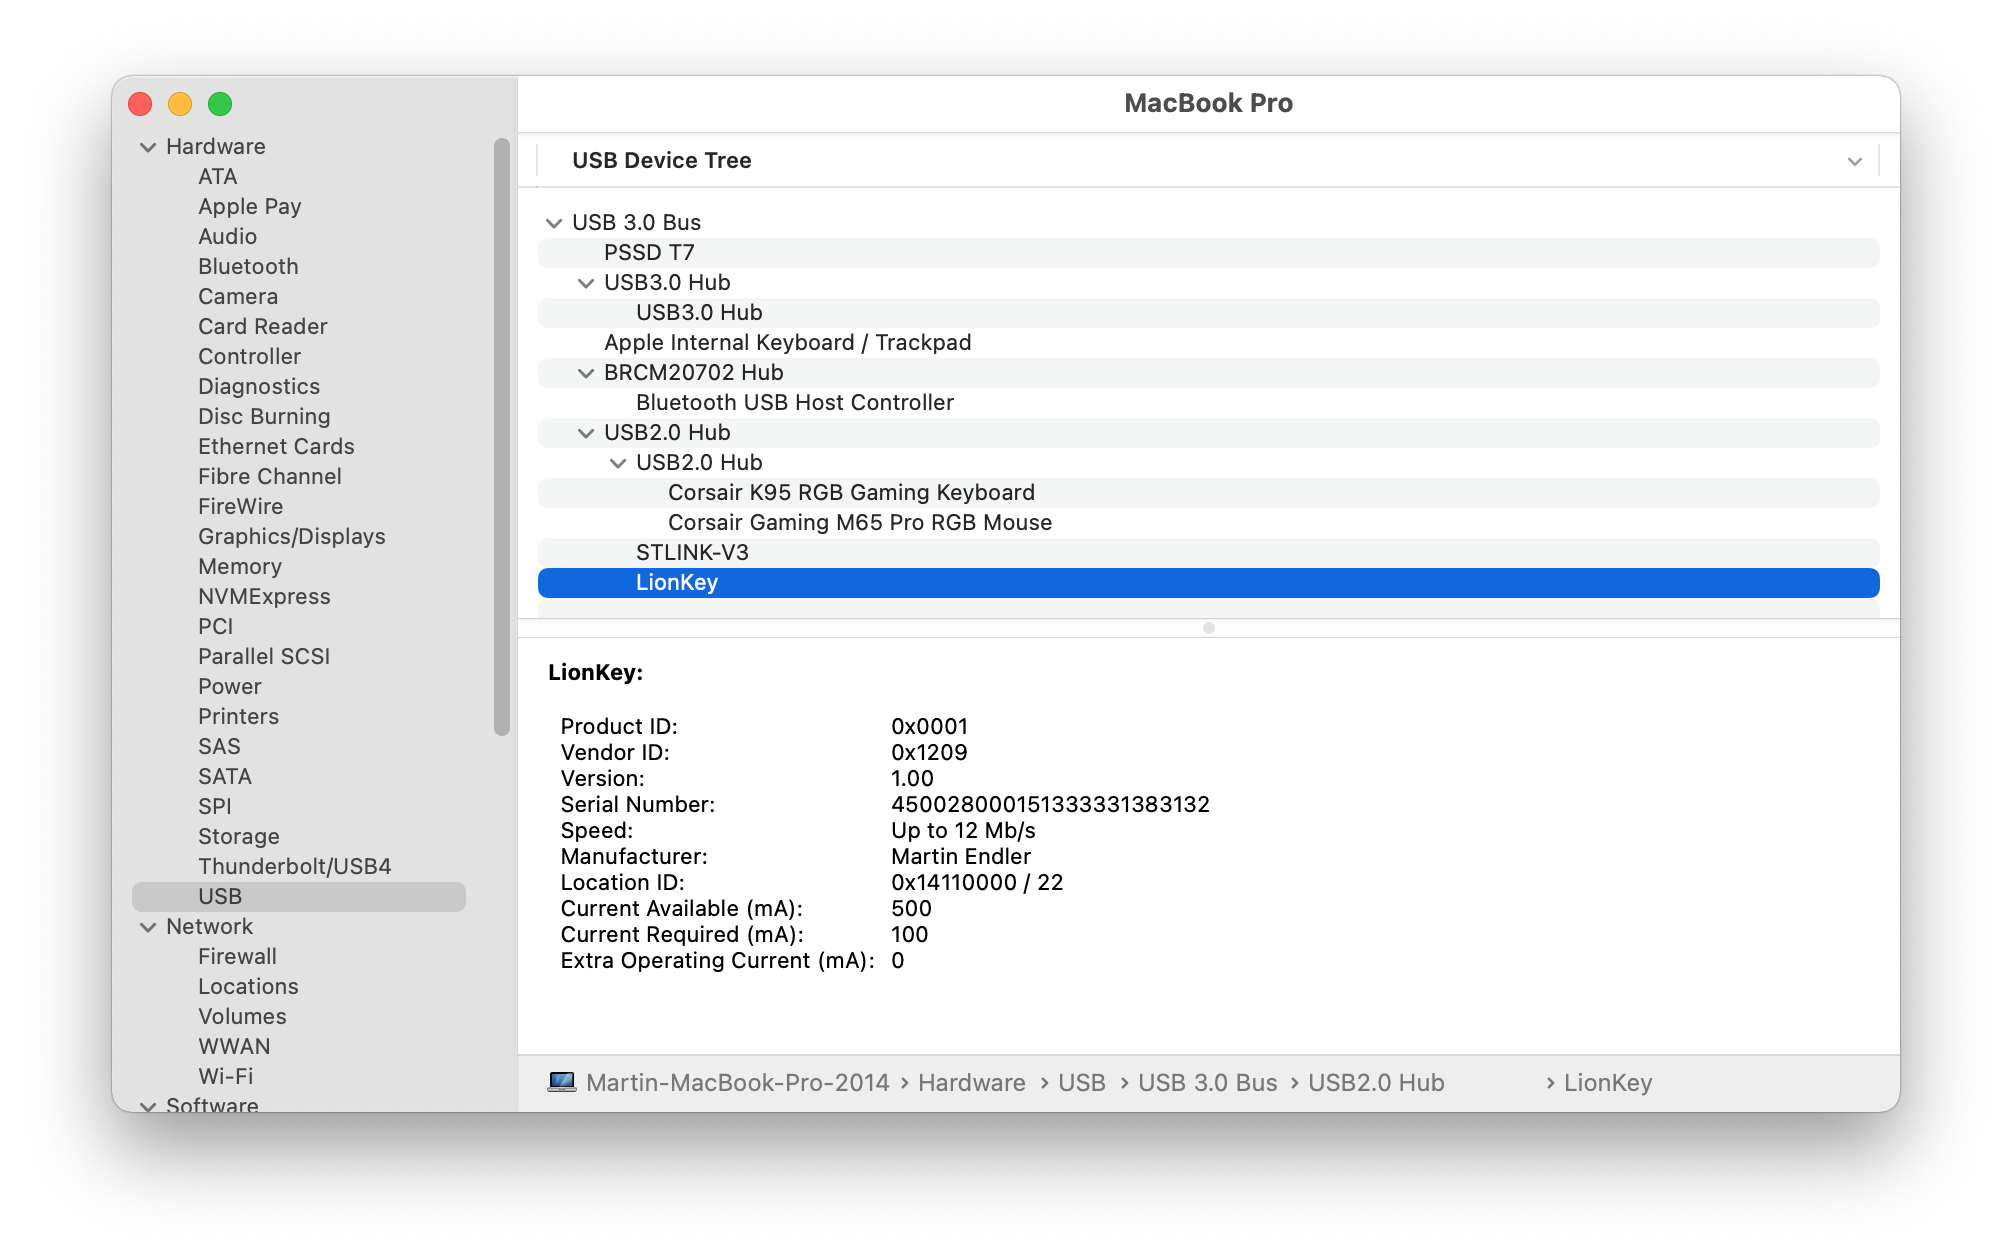 Hardware
ATA
Apple Pay
Audio
Bluetooth
Camera
Card Reader
Controller
Diagnostics
Disc Burning
Ethernet Cards
Fibre Channel
FireWire
Graphics/Displays
Memory
NVMExpress
PCI
Parallel SCSI
Power
Printers
SAS
SATA
SPI
Storage
Thunderbolt/USB4
USB
Network
Firewall
Locations
Volumes
WWAN
Wi-Fi
Software
MacBook Pro
USB Device Tree
USB 3.0 Bus
PSSD T7
USB3.0 Hub
USB3.0 Hub
Apple Internal Keyboard / Trackpad
BRCM20702 Hub
Bluetooth USB Host Controller
USB2.0 Hub
USB2.0 Hub
Corsair K95 RGB Gaming Keyboard
Corsair Gaming M65 Pro RGB Mouse
STLINK-V3
LionKey
LionKey:
Product ID: 0x0001
Vendor ID: 0x1209
Version: 1.00
Serial Number: 450028000151333331383132
Speed: Up to 12 Mb/s
Manufacturer: Martin Endler
Location ID: 0x14110000 / 22
Current Available (mA): 500
Current Required (mA): 100
Extra Operating Current (mA): 0
Martin-MacBook-Pro-2014 › Hardware › USB › USB 3.0 Bus › USB2.0 Hub › LionKey